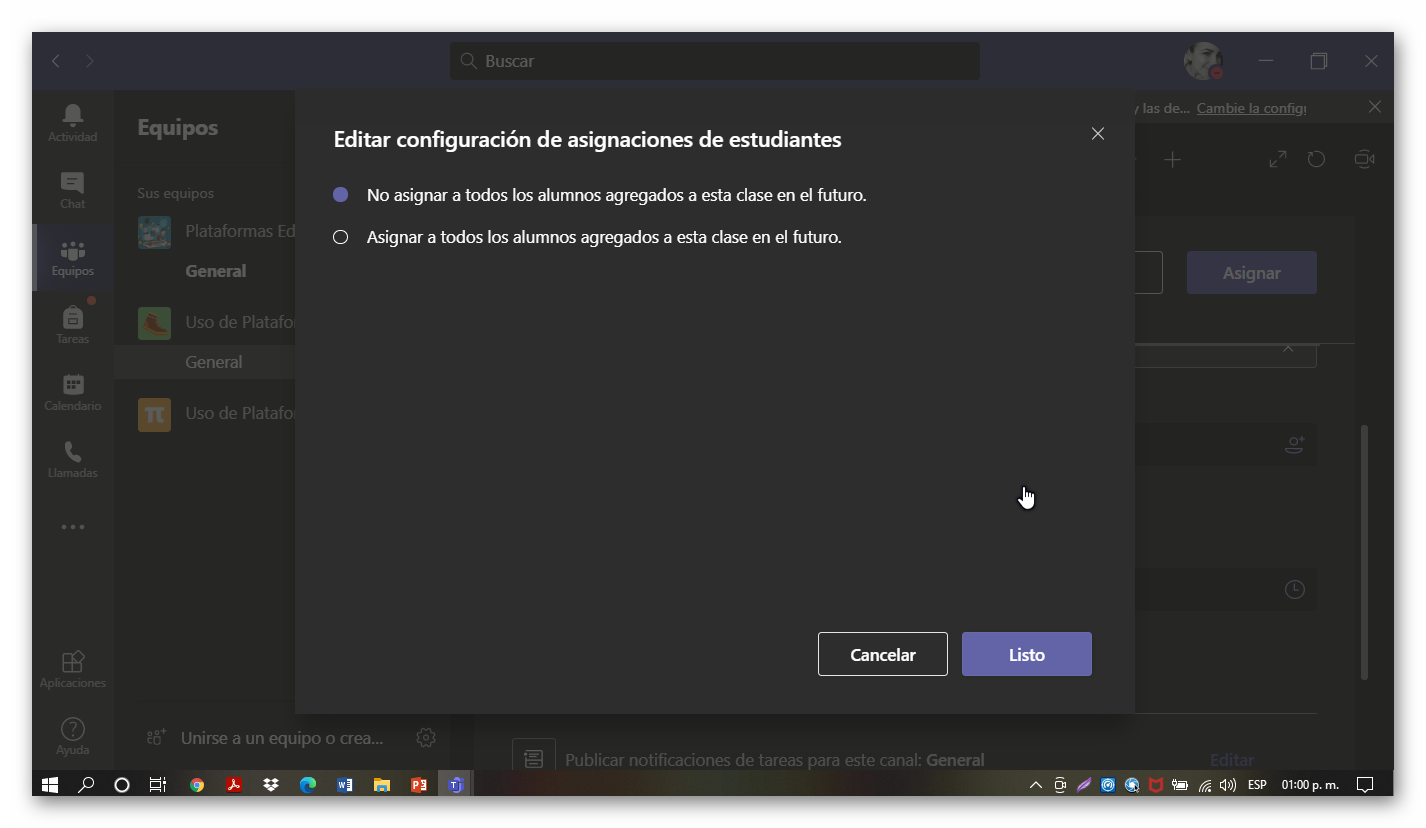 Buscar
y las de... Cambie la config
Actividad
Chat
Equipos
Tareas
Calendario
Llamadas
Aplicaciones
Ayuda
Equipos
Sus equipos
Plataformas Ed
General
Uso de Platafo
General
Uso de Platafo
Unirse a un equipo o crea...
Editar configuración de asignaciones de estudiantes
No asignar a todos los alumnos agregados a esta clase en el futuro.
Asignar a todos los alumnos agregados a esta clase en el futuro.
Cancelar
Listo
Asignar
Publicar notificaciones de tareas para este canal: General
Editar
ESP
01:00 p. m.